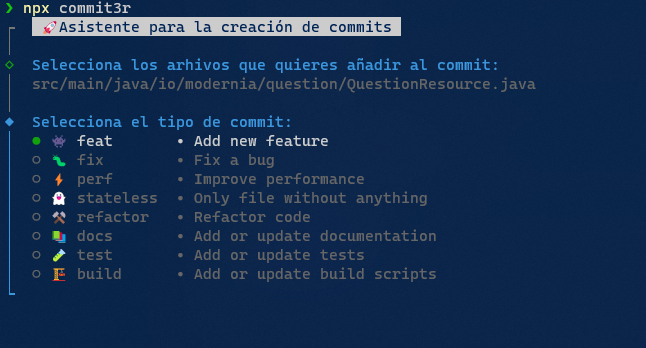 ❯ npx commit3r
🚀Asistente para la creación de commits
Selecciona los arhivos que quieres añadir al commit:
src/main/java/io/modernia/question/QuestionResource.java
Selecciona el tipo de commit:
● 👾 feat • Add new feature
○ 🐛 fix • Fix a bug
○ ⚡ perf • Improve performance
○ 👻 stateless • Only file without anything
○ ⚒️ refactor • Refactor code
○ 📚 docs • Add or update documentation
○ 🧪 test • Add or update tests
○ 🏗️ build • Add or update build scripts